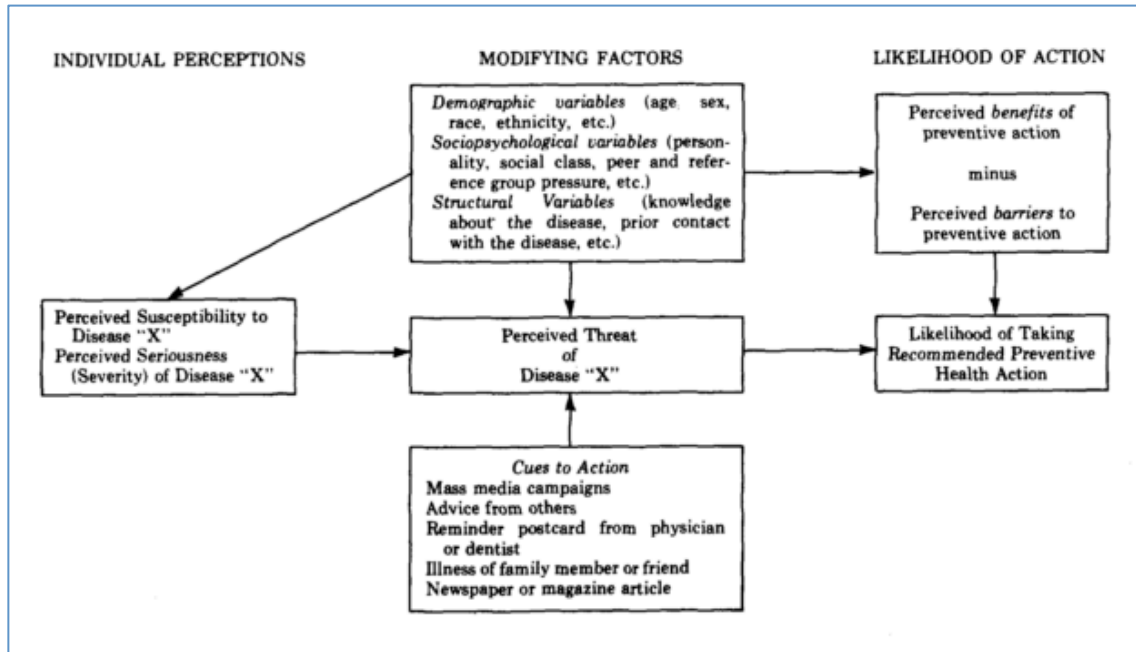 INDIVIDUAL PERCEPTIONS
MODIFYING FACTORS
LIKELIHOOD OF ACTION
Demographic variables (age sex,
race, ethnicity, etc.)
Sociopsychological variables (person-
ality, social class, peer and refer-
ence group pressure, etc.)
Structural Variables (knowledge
about the disease, prior contact
with the disease, etc.)
Perceived benefits of
preventive action
minus
Perceived barriers to
preventive action
Perceived Susceptibility to
Disease "X"
Perceived Seriousness
(Severity) of Disease "X"
Perceived Threat
of
Disease "X"
Likelihood of Taking
Recommended Preventive
Health Action
Cues to Action
Mass media campaigns
Advice from others
Reminder postcard from physician
or dentist
Illness of family member or friend
Newspaper or magazine article